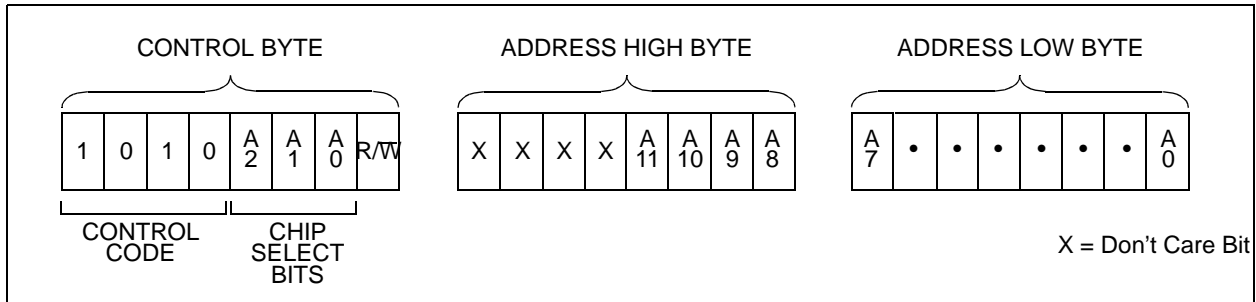 CONTROL BYTE ADDRESS HIGH BYTE ADDRESS LOW BYTE
1 0 1 0 A2 A1 A0 R/W̅ X X X X A11 A10 A9 A8 A7 • • • • • • A0
CONTROL CODE CHIP SELECT BITS
X = Don't Care Bit